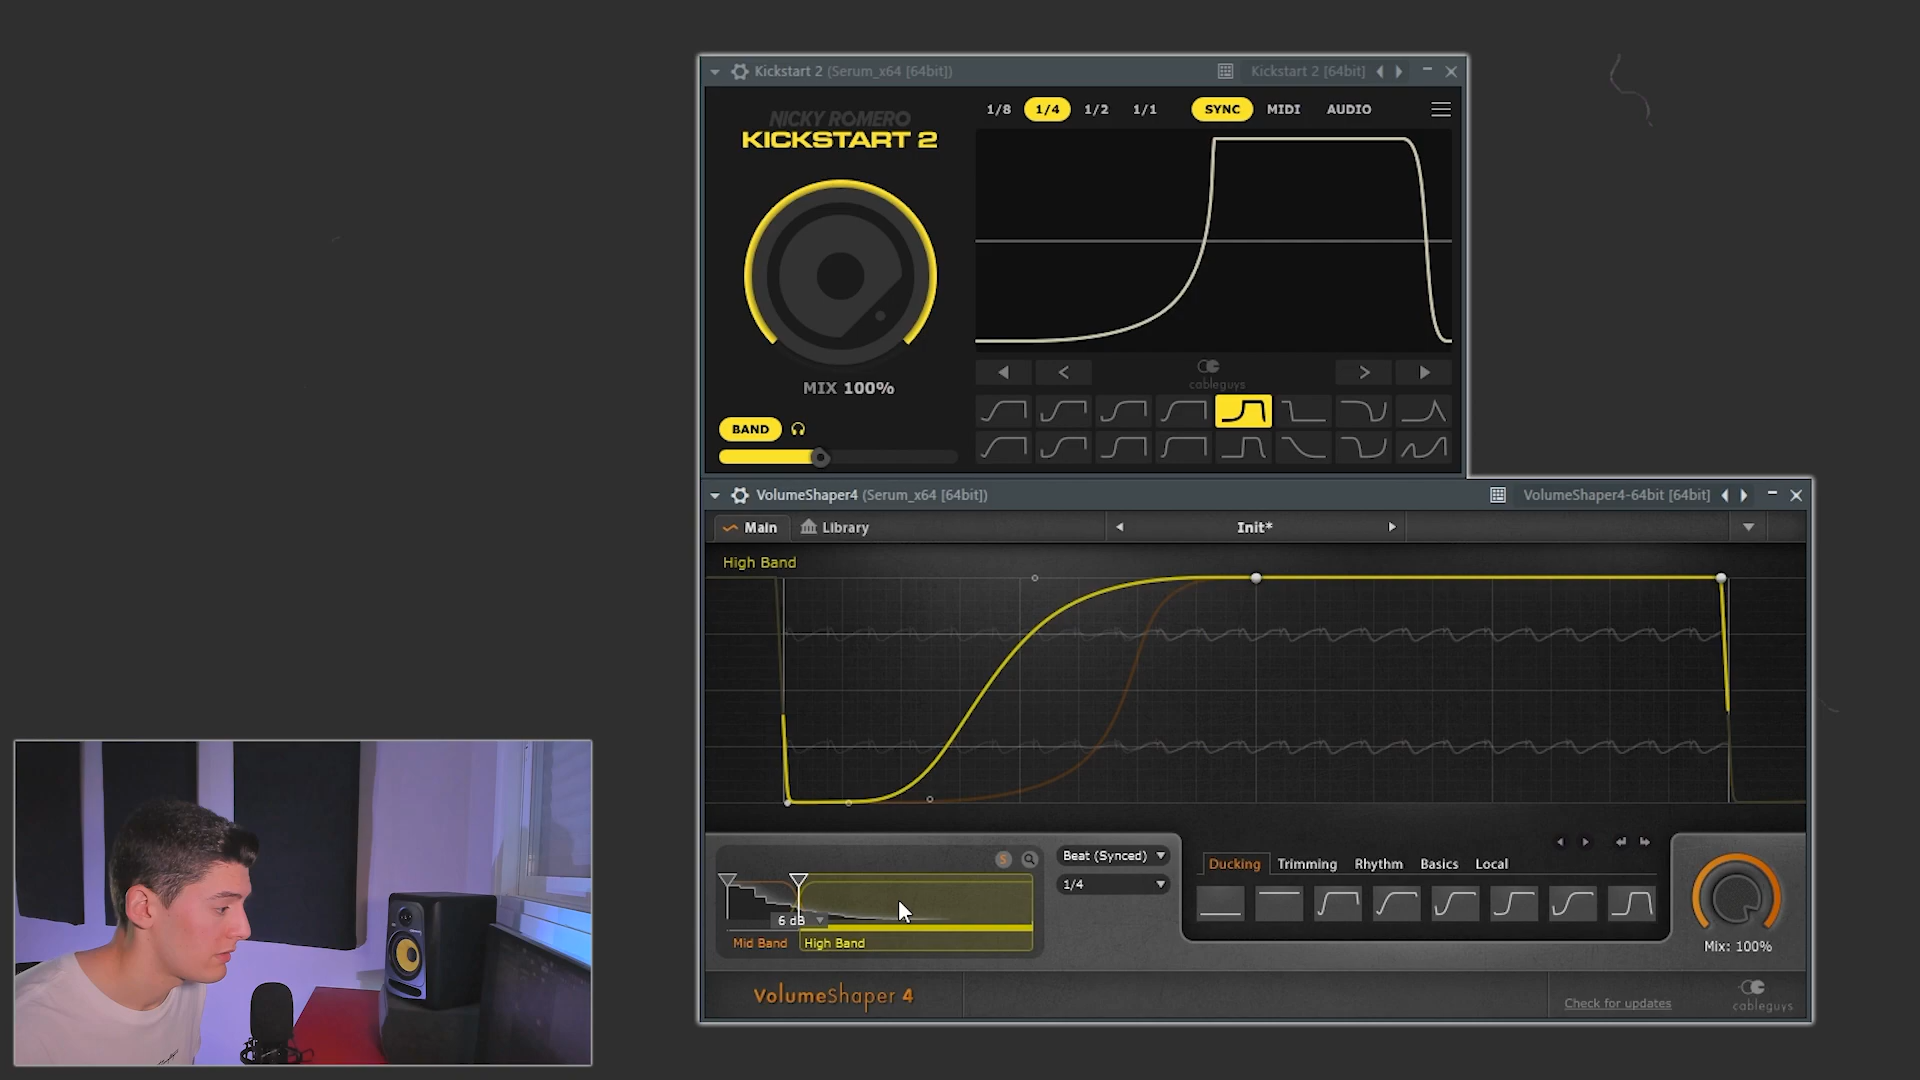 Kickstart 2 (Serum_x64 [64bit])
Kickstart 2 [64bit]
NICKY ROMERO
KICKSTART 2
1/8 1/4 1/2 1/1 SYNC MIDI AUDIO
MIX 100%
cableguys
BAND
VolumeShaper4 (Serum_x64 [64bit])
VolumeShaper4-64bit [64bit]
Main Library Init*
High Band
S
Beat (Synced)
1/4
6 dB
Mid Band High Band
Ducking Trimming Rhythm Basics Local
Mix: 100%
VolumeShaper 4
Check for updates
cableguys